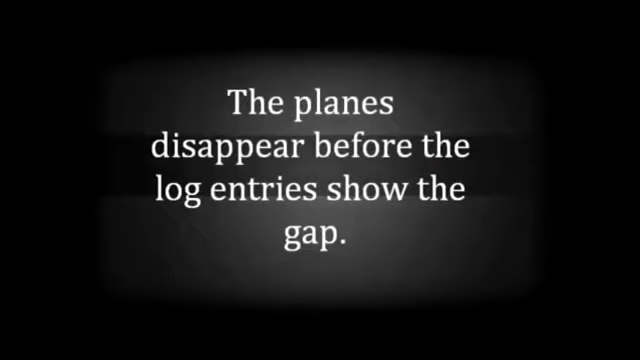 The planes
disappear before the
log entries show the
gap.